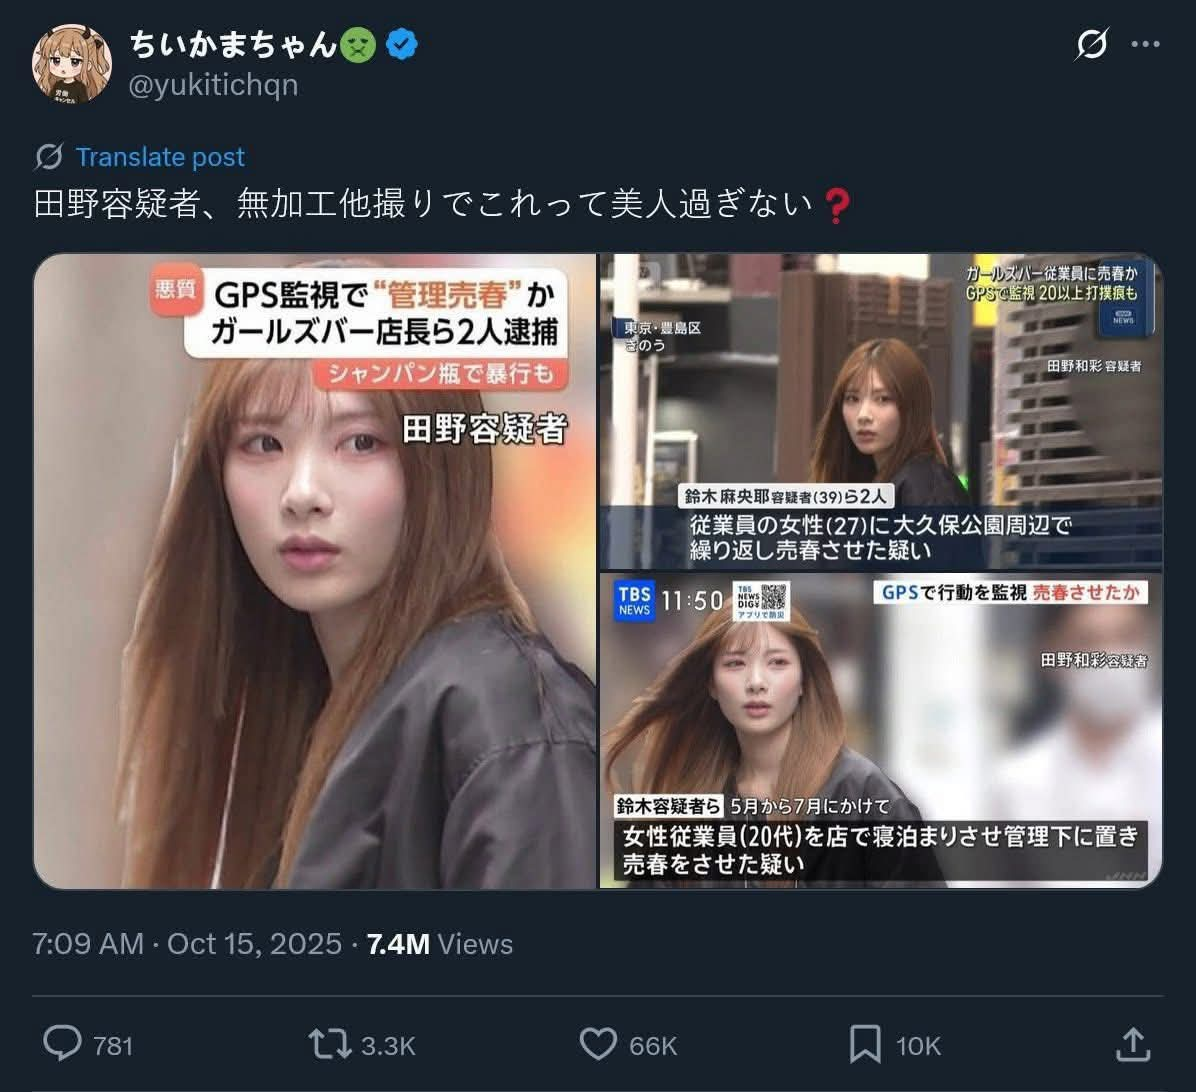 ちいかまちゃん
@yukitichqn
Translate post
田野容疑者、無加工他撮りでこれって美人過ぎない❓
悪質
GPS監視で“管理売春”か
ガールズバー店長ら2人逮捕
シャンパン瓶で暴行も
田野容疑者
ガールズバー従業員に売春か
GPSで監視 20以上打撲痕も
NEWS
東京・豊島区
きのう
田野和彩容疑者
鈴木麻央耶容疑者(39)ら2人
従業員の女性(27)に大久保公園周辺で
繰り返し売春させた疑い
TBS
NEWS
11:50
TBS
NEWS
DIG
アプリで防災
GPSで行動を監視 売春させたか
田野和彩容疑者
鈴木容疑者ら 5月から7月にかけて
女性従業員(20代)を店で寝泊まりさせ管理下に置き
売春をさせた疑い
JNN
7:09 AM · Oct 15, 2025 · 7.4M Views
781
3.3K
66K
10K